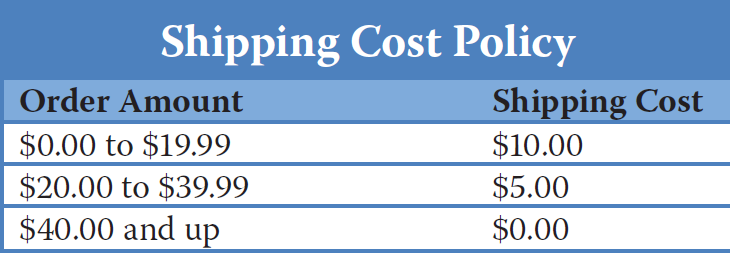 Shipping Cost Policy
Order Amount Shipping Cost
$0.00 to $19.99 $10.00
$20.00 to $39.99 $5.00
$40.00 and up $0.00